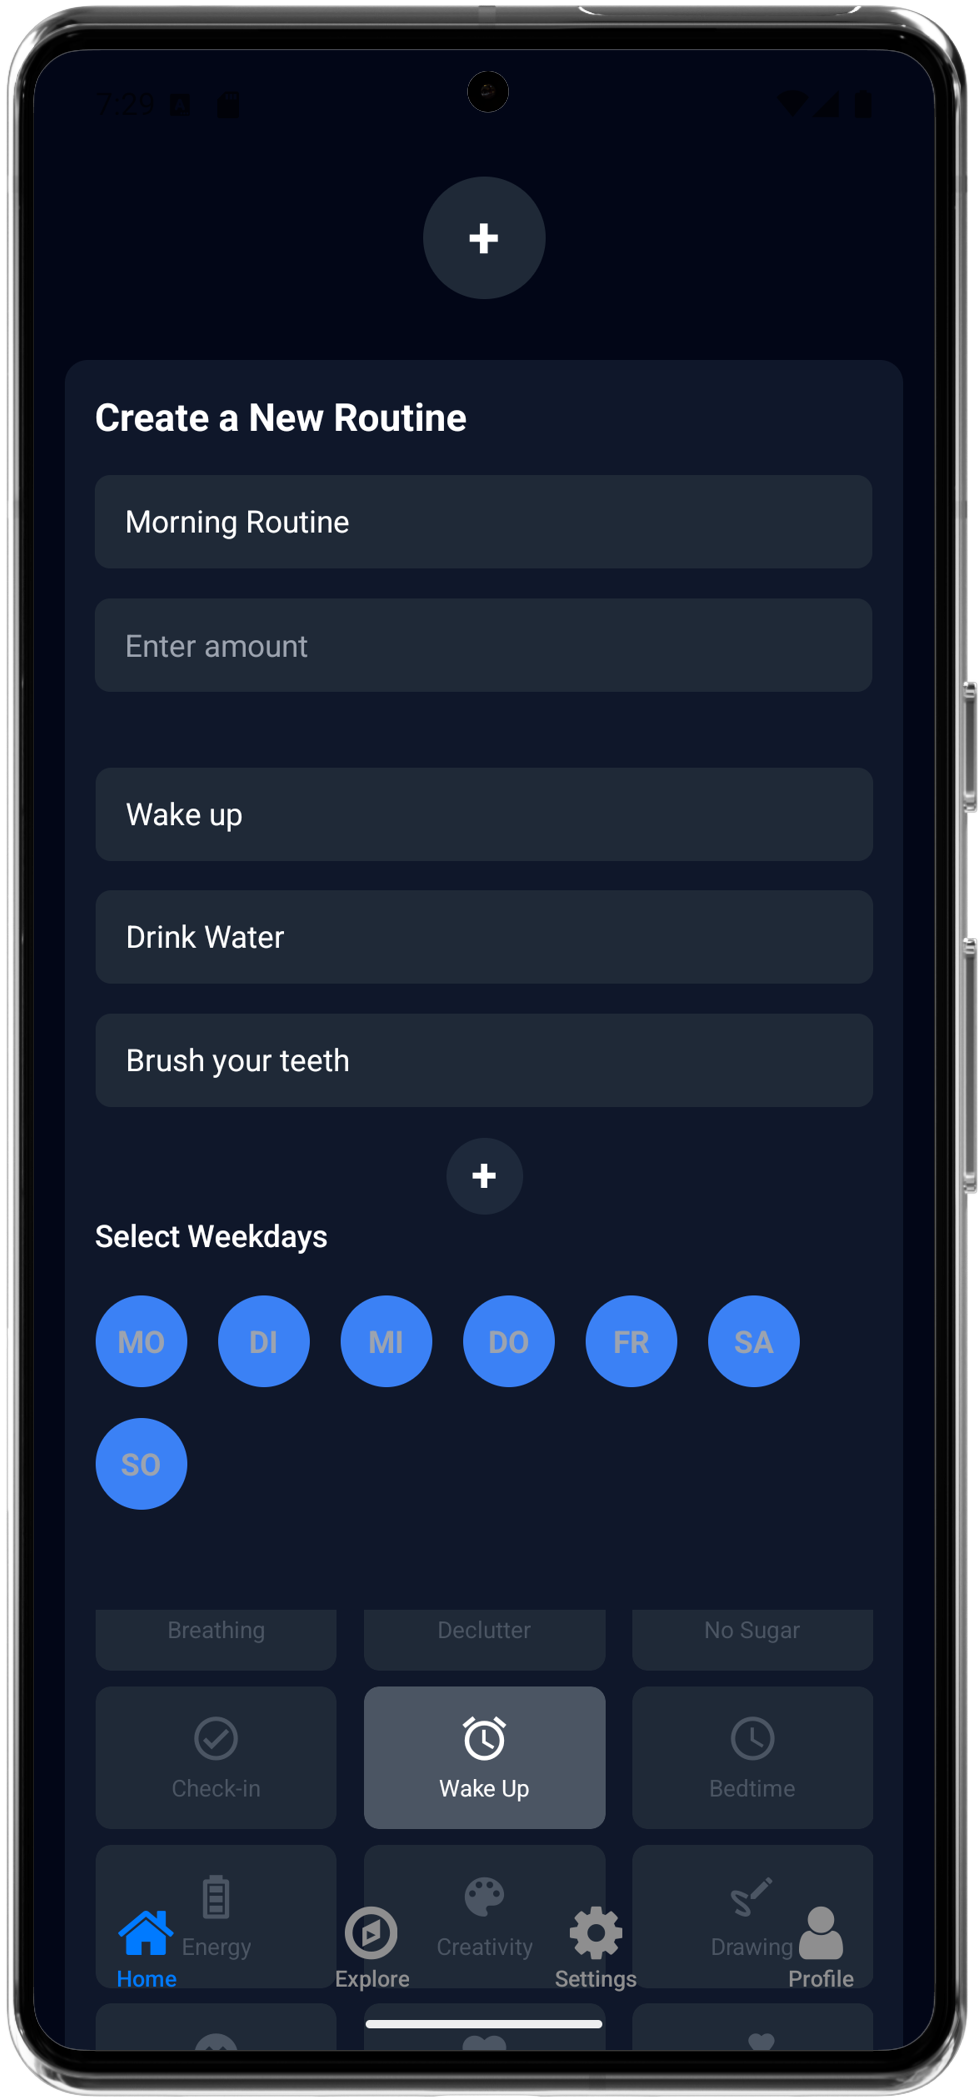 7:29
+
Create a New Routine
Morning Routine
Enter amount
Wake up
Drink Water
Brush your teeth
+
Select Weekdays
MO DI MI DO FR SA
SO
Breathing Declutter No Sugar
Check-in Wake Up Bedtime
Energy Creativity Drawing
Home Explore Settings Profile